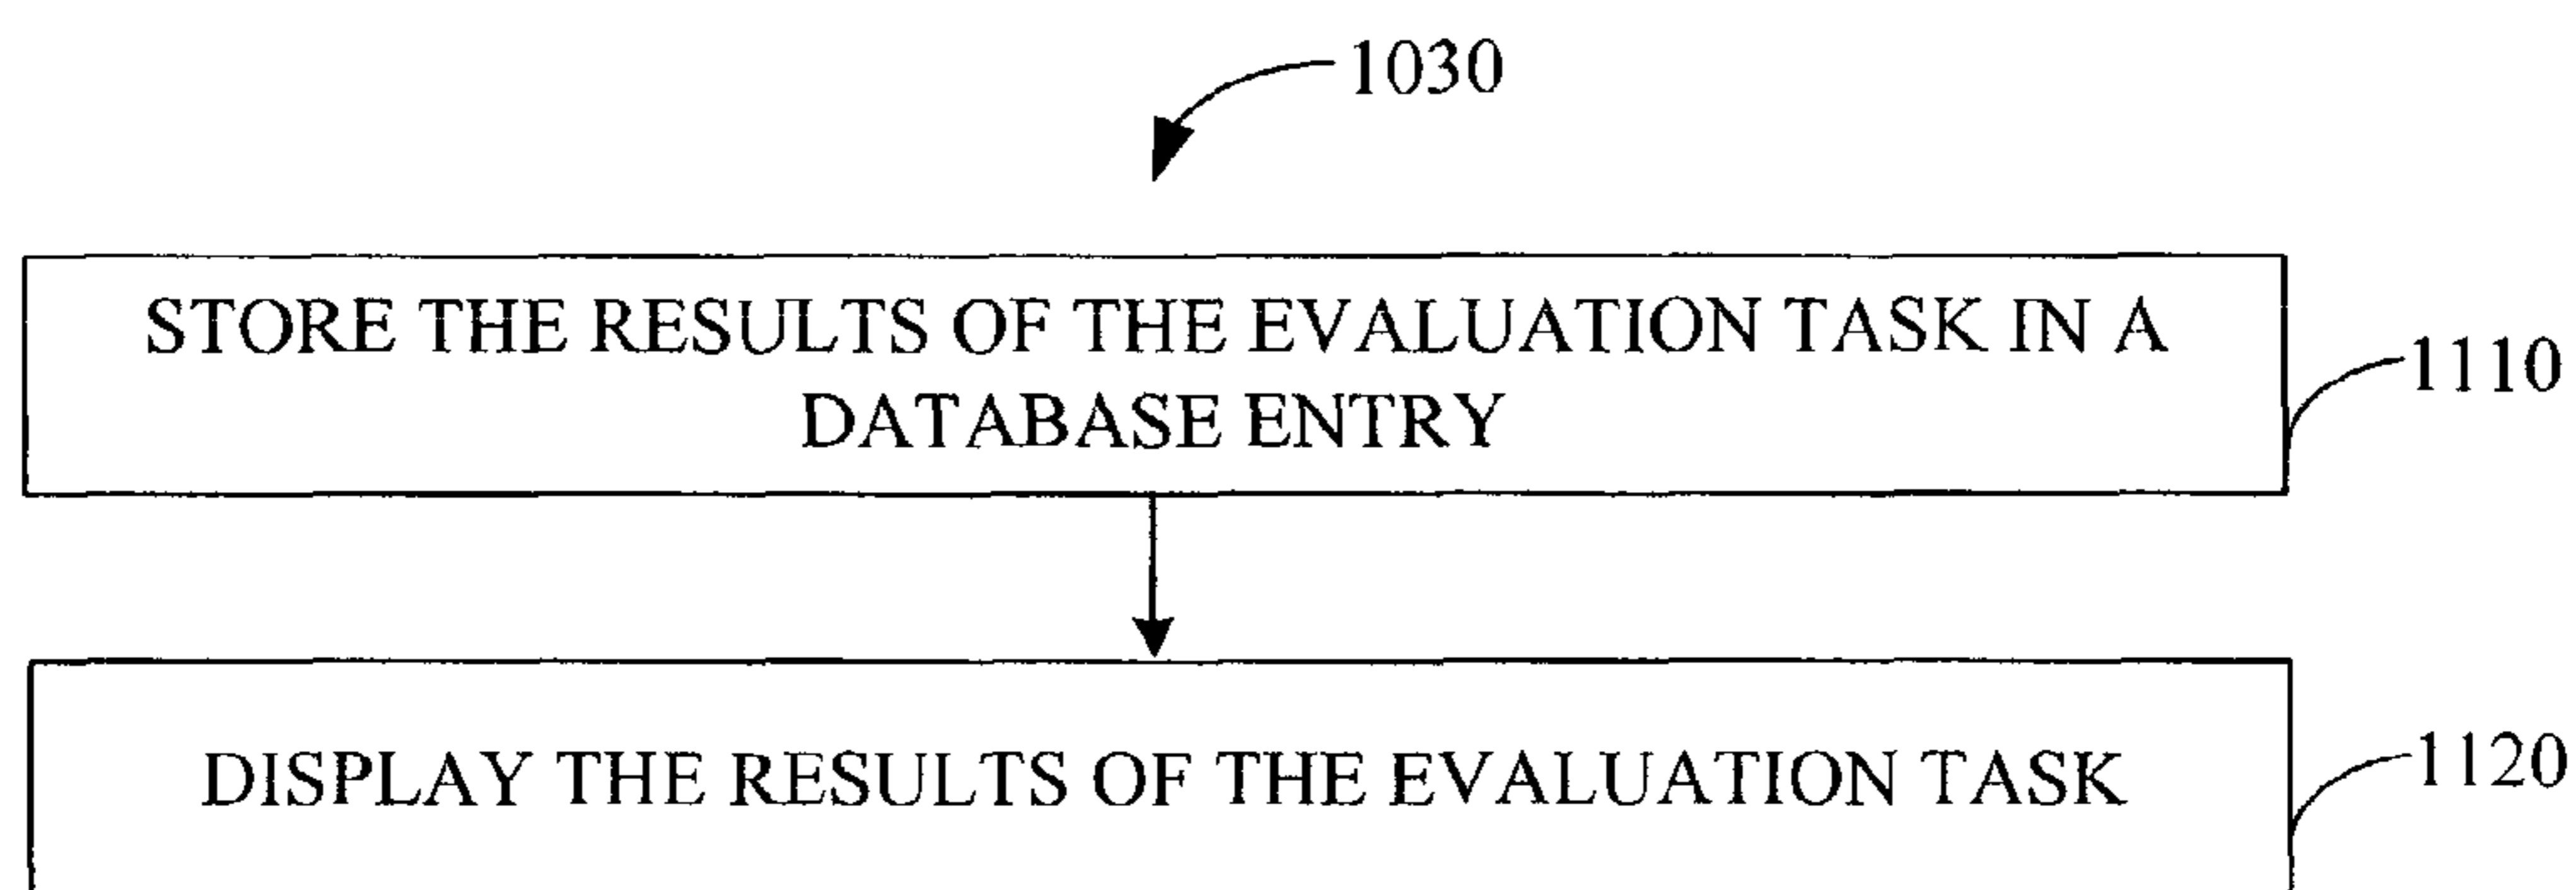 1030
STORE THE RESULTS OF THE EVALUATION TASK IN A
DATABASE ENTRY
1110
DISPLAY THE RESULTS OF THE EVALUATION TASK
1120